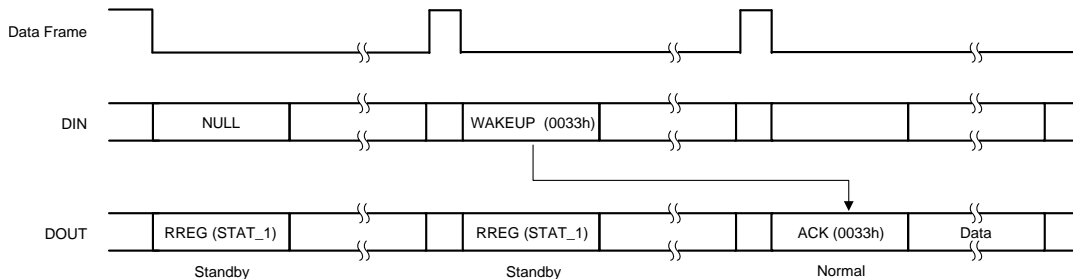 Data Frame
DIN
NULL
WAKEUP (0033h)
DOUT
RREG (STAT_1)
RREG (STAT_1)
ACK (0033h)
Data
Standby
Standby
Normal